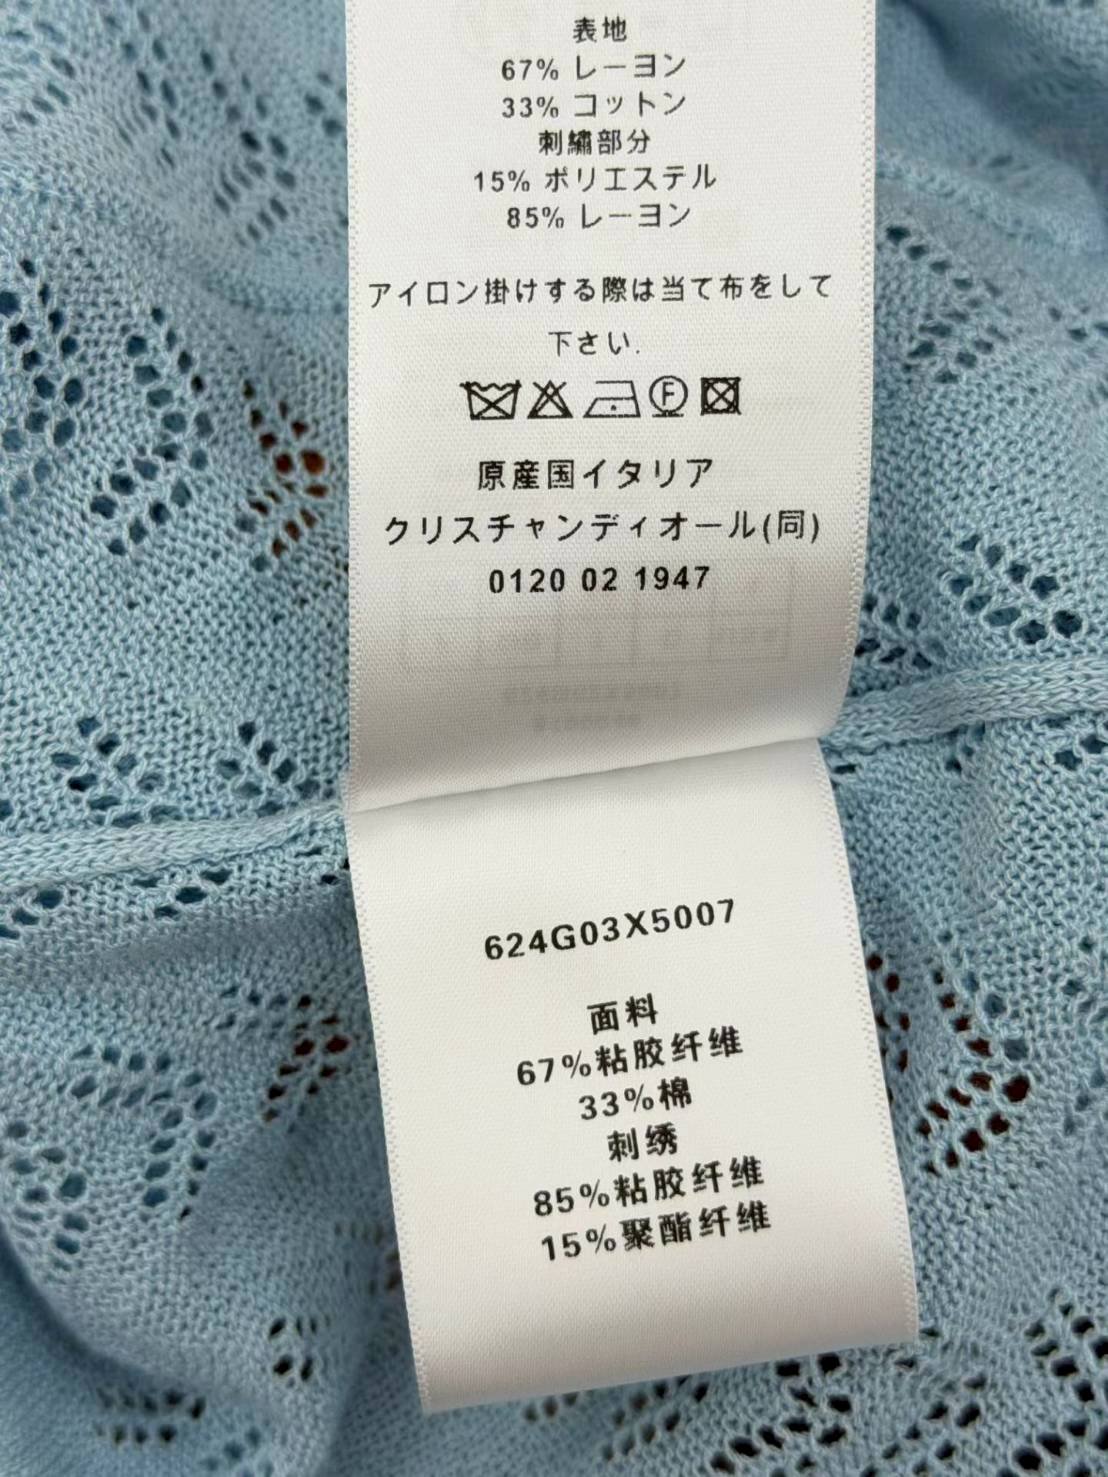 表地
67% レーヨン
33% コットン
刺繍部分
15% ポリエステル
85% レーヨン
アイロン掛けする際は当て布をして
下さい.
F
原産国イタリア
クリスチャンディオール(同)
0120 02 1947
624G03X5007
面料
67%粘胶纤维
33%棉
刺绣
85%粘胶纤维
15%聚酯纤维